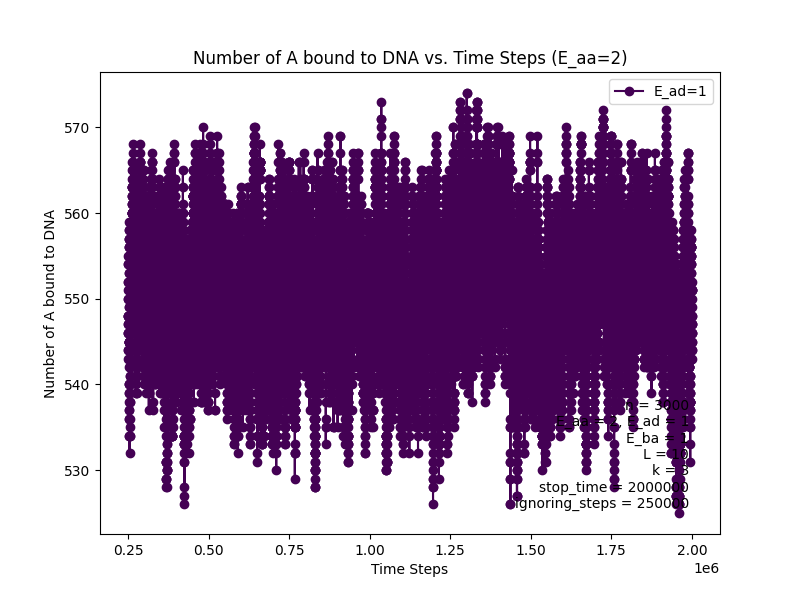 Number of A bound to DNA vs. Time Steps (E_aa=2)
E_ad=1
Number of A bound to DNA
570
560
550
540
530
= 3000
E_ad = 1
E_ba =
L = 10
k =
stop_time = 2000000
ignoring_steps = 250000
0.25 0.50 0.75 1.00 1.25 1.50 1.75 2.00
1e6
Time Steps